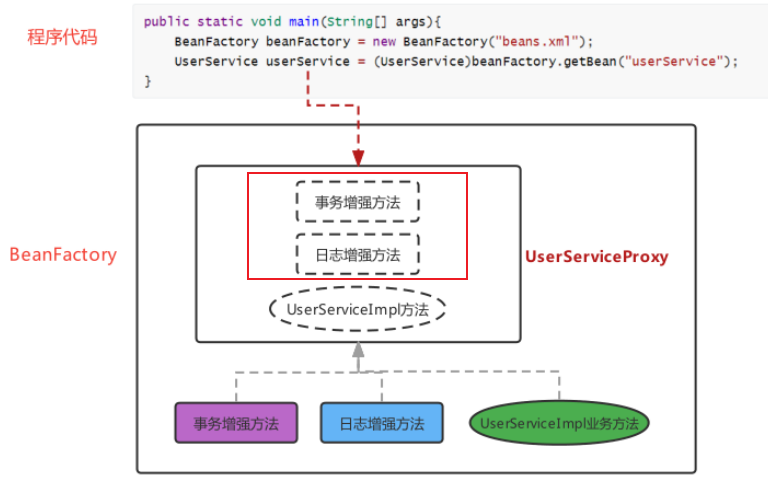 程序代码
public static void main(String[] args){
    BeanFactory beanFactory = new BeanFactory("beans.xml");
    UserService userService = (UserService)beanFactory.getBean("userService");
}
事务增强方法
日志增强方法
BeanFactory
UserServiceProxy
UserServiceImpl方法
事务增强方法
日志增强方法
UserServiceImpl业务方法